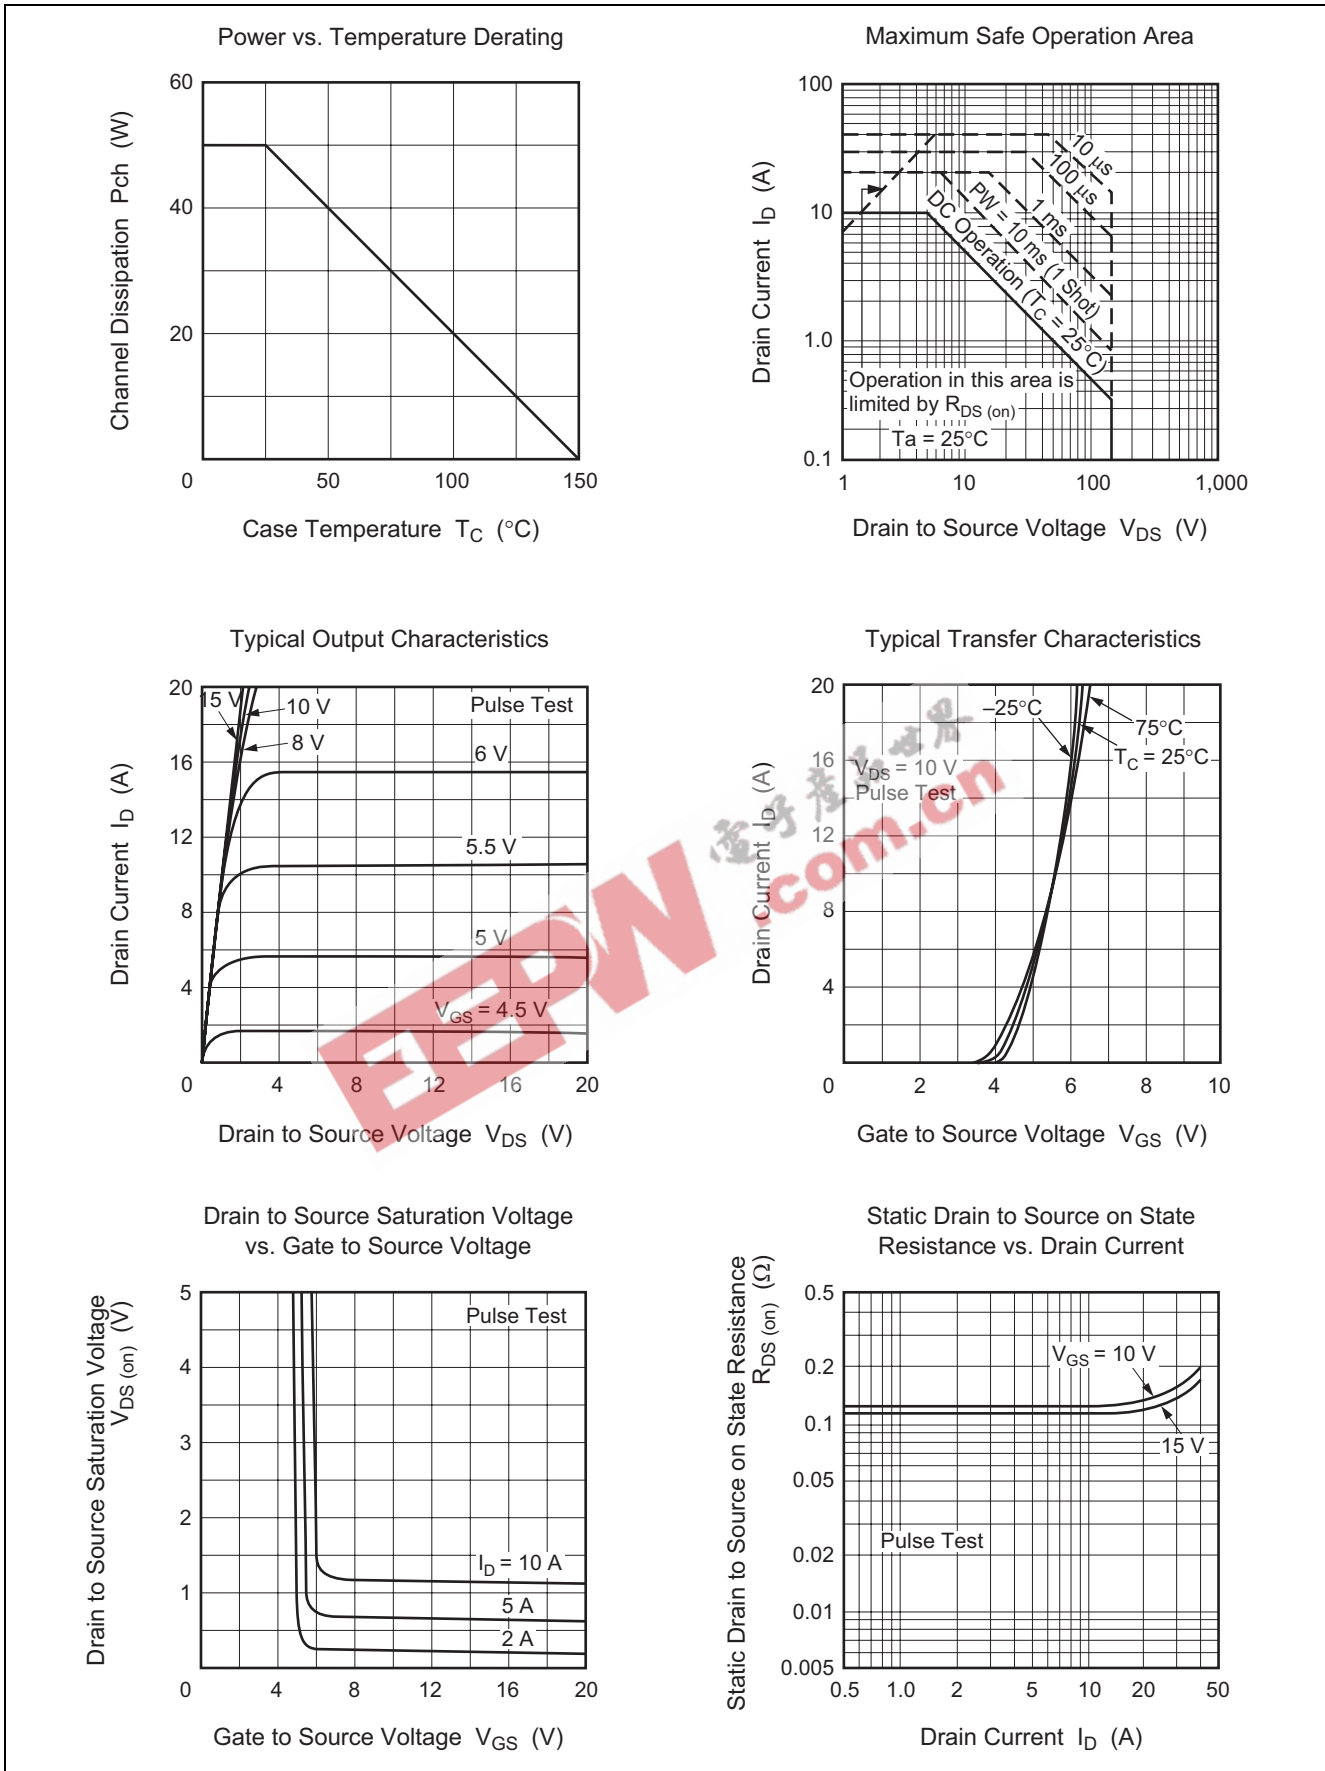 Power vs. Temperature Derating
60
40
20
0
50
100
150
Channel Dissipation Pch (W)
Case Temperature TC (°C)
Maximum Safe Operation Area
100
10
1.0
0.1
1
10
100
1,000
Drain Current ID (A)
10 µs
100 µs
1 ms
PW = 10 ms (1 Shot)
DC Operation (TC = 25°C)
Operation in this area is
limited by RDS (on)
Ta = 25°C
Drain to Source Voltage VDS (V)
Typical Output Characteristics
20
16
12
8
4
0
4
8
12
16
20
Drain Current ID (A)
15 V
10 V
8 V
Pulse Test
6 V
5.5 V
5 V
VGS = 4.5 V
Drain to Source Voltage VDS (V)
Typical Transfer Characteristics
20
16
12
8
4
0
2
4
6
8
10
Drain Current ID (A)
–25°C
75°C
TC = 25°C
VDS = 10 V
Pulse Test
Gate to Source Voltage VGS (V)
EEPW
.com.cn
電子產品世界
Drain to Source Saturation Voltage
vs. Gate to Source Voltage
5
4
3
2
1
0
4
8
12
16
20
Drain to Source Saturation Voltage
VDS (on) (V)
Pulse Test
ID = 10 A
5 A
2 A
Gate to Source Voltage VGS (V)
Static Drain to Source on State
Resistance vs. Drain Current
0.5
0.2
0.1
0.05
0.02
0.01
0.005
0.5
1.0
2
5
10
20
50
Static Drain to Source on State Resistance
RDS (on) (Ω)
VGS = 10 V
15 V
Pulse Test
Drain Current ID (A)